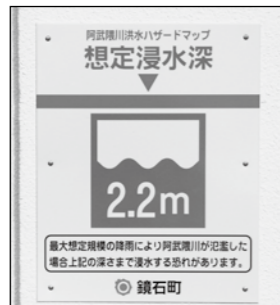 阿武隈川洪水ハザードマップ
想定浸水深
2.2m
最大想定規模の降雨により阿武隈川が氾濫した
場合上記の深さまで浸水する恐れがあります。
鏡石町